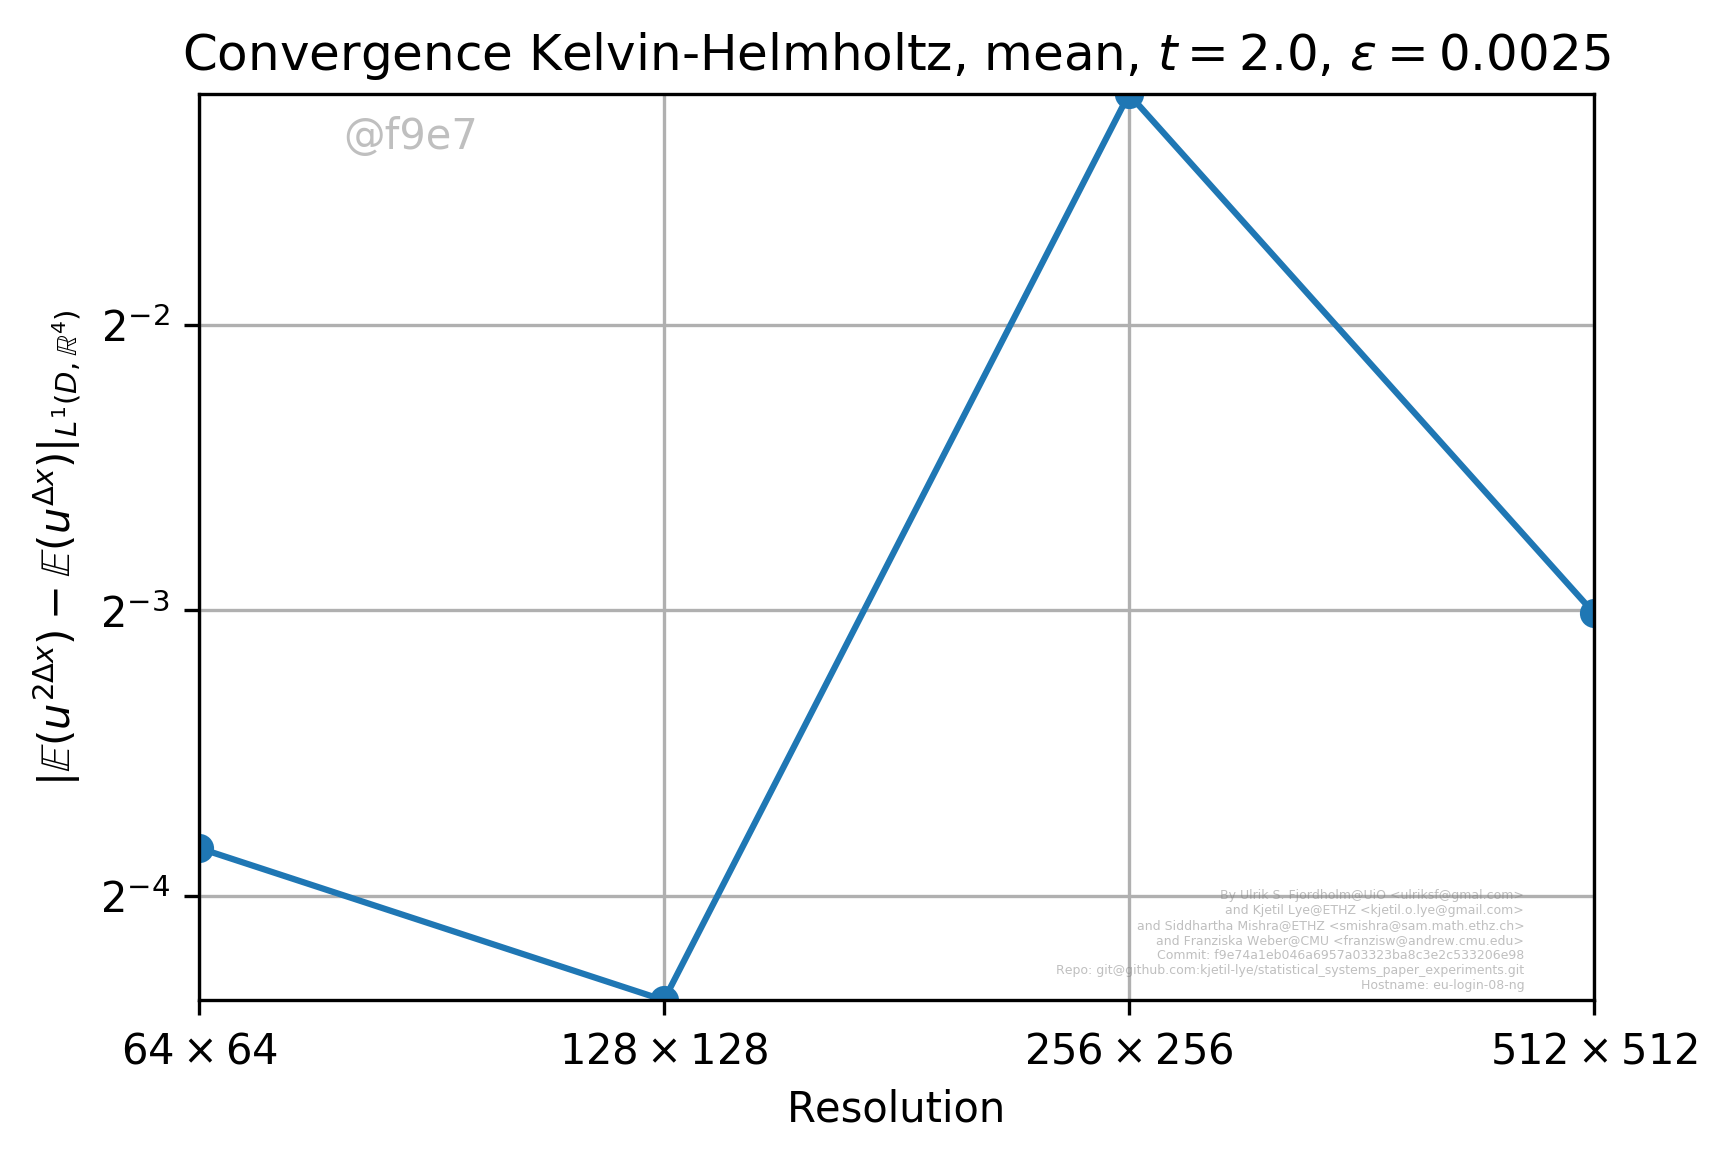 Convergence Kelvin-Helmholtz, mean, t = 2.0, ε = 0.0025
@f9e7
2⁻²
2⁻³
2⁻⁴
|𝔼(u^{2Δx}) − 𝔼(u^{Δx})|_{L¹(D, ℝ⁴)}
By Ulrik S. Fjordholm@UiO <ulriksf@gmal.com>
and Kjetil Lye@ETHZ <kjetil.o.lye@gmail.com>
and Siddhartha Mishra@ETHZ <smishra@sam.math.ethz.ch>
and Franziska Weber@CMU <franzisw@andrew.cmu.edu>
Commit: f9e74a1eb046a6957a03323ba8c3e2c533206e98
Repo: git@github.com:kjetil-lye/statistical_systems_paper_experiments.git
Hostname: eu-login-08-ng
64 × 64
128 × 128
256 × 256
512 × 512
Resolution